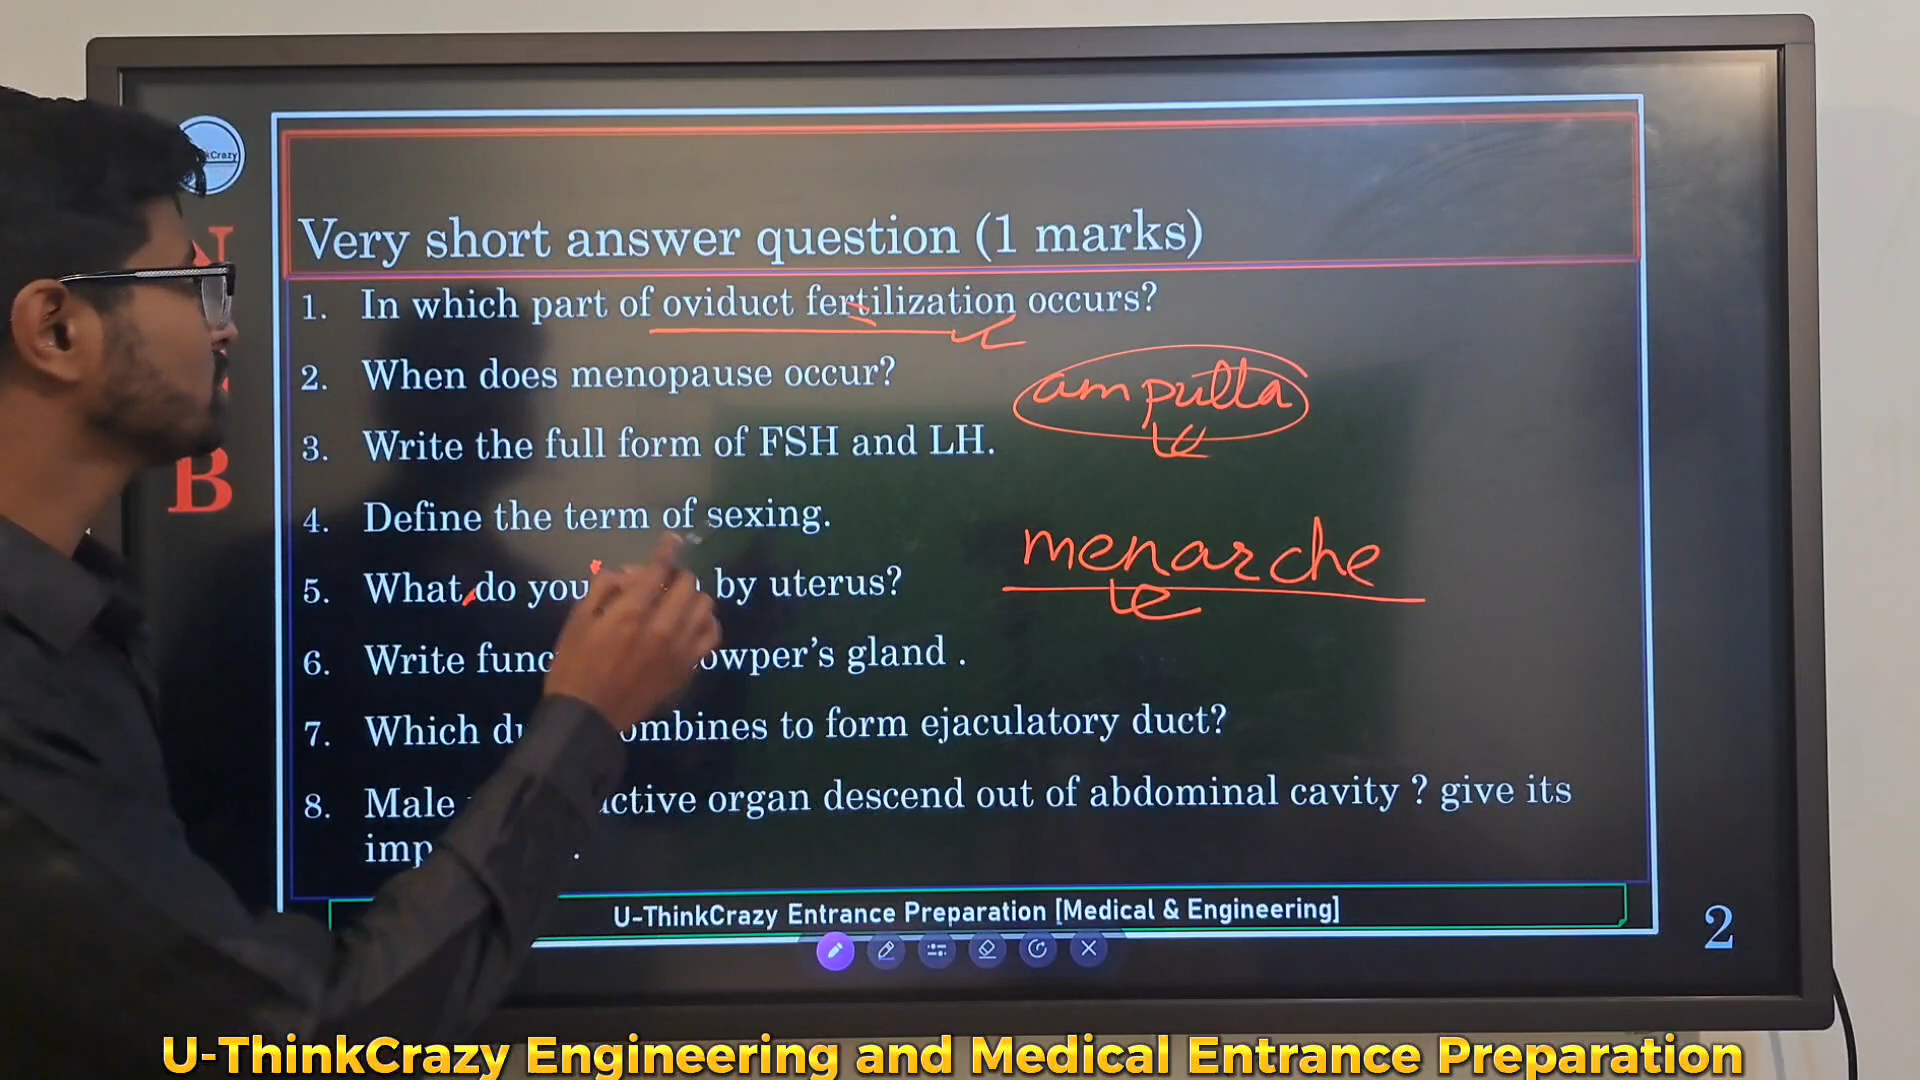 Crazy
N
B
Very short answer question (1 marks)
1. In which part of oviduct fertilization occurs?
2. When does menopause occur?
ampulla
3. Write the full form of FSH and LH.
4. Define the term of sexing.
menarche
5. What do you by uterus?
6. Write func owper's gland .
7. Which du ombines to form ejaculatory duct?
8. Male active organ descend out of abdominal cavity ? give its
imp .
U-ThinkCrazy Entrance Preparation [Medical & Engineering]
2
U-ThinkCrazy Engineering and Medical Entrance Preparation